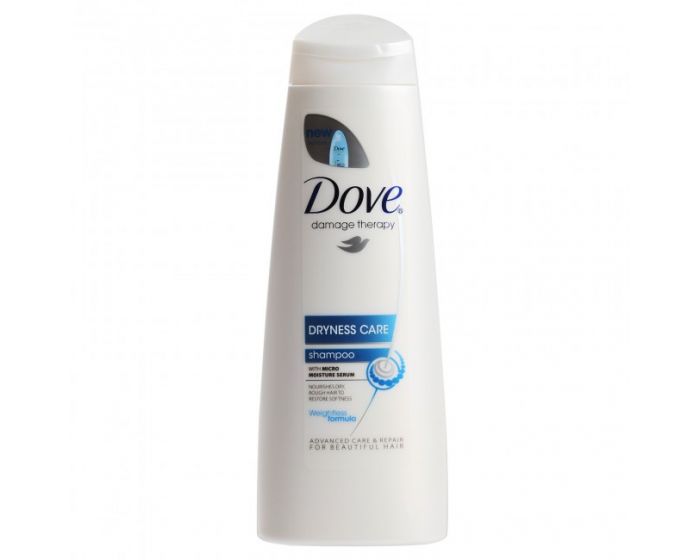 new
Dove
Dove®
damage therapy
DRYNESS CARE
shampoo
WITH MICRO
MOISTURE SERUM
NOURISHES DRY,
ROUGH HAIR TO
RESTORE SOFTNESS
Weightless
formula
ADVANCED CARE & REPAIR
FOR BEAUTIFUL HAIR